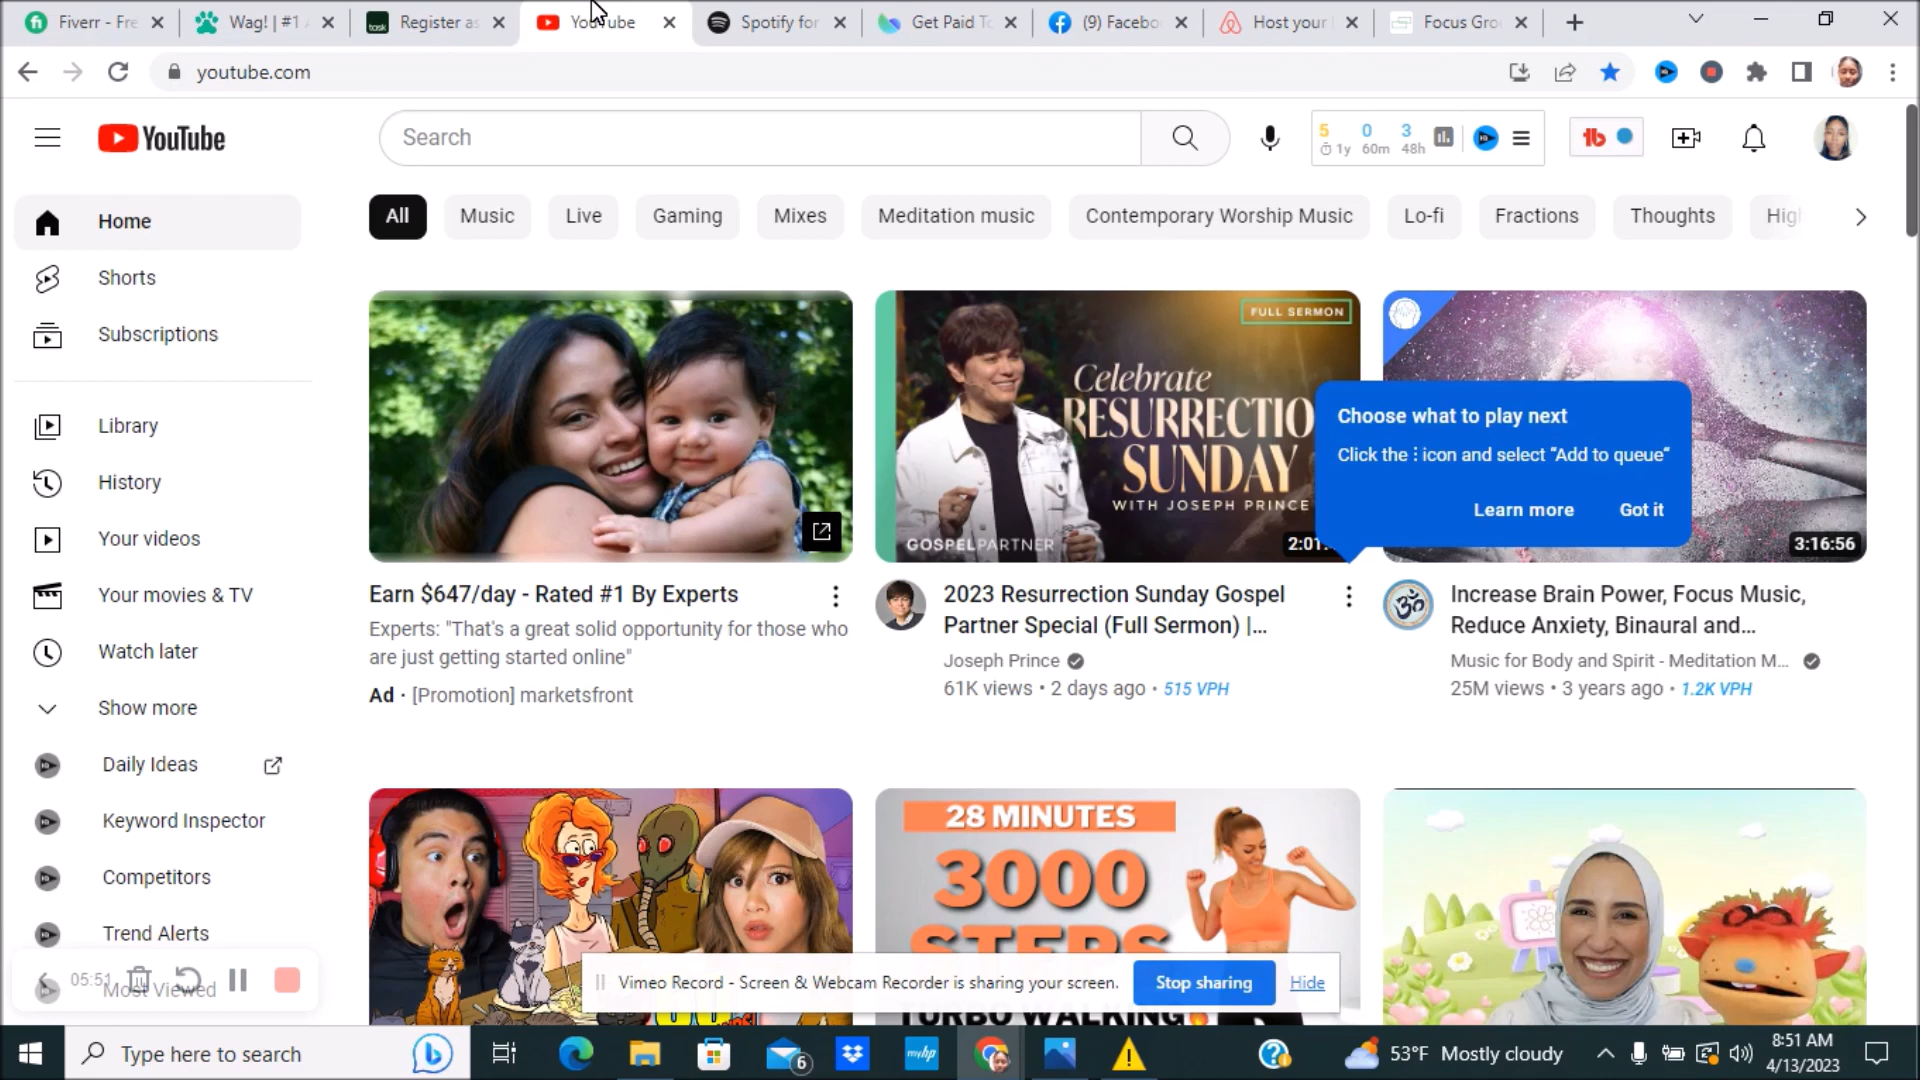 Fiverr - Fre
Wag! | #1
Register as
YouTube
Spotify for
Get Paid T
(9) Facebo
Host your
Focus Gro
youtube.com
YouTube
Search
5 0 3
1y 60m 48h
Home
Shorts
Subscriptions
Library
History
Your videos
Your movies & TV
Watch later
Show more
Daily Ideas
Keyword Inspector
Competitors
Trend Alerts
Most Viewed
05:51
All
Music
Live
Gaming
Mixes
Meditation music
Contemporary Worship Music
Lo-fi
Fractions
Thoughts
Earn $647/day - Rated #1 By Experts
Experts: "That's a great solid opportunity for those who
are just getting started online"
Ad · [Promotion] marketsfront
FULL SERMON
Celebrate
RESURRECTIO
SUNDAY
WITH JOSEPH PRINCE
GOSPELPARTNER
2:01
2023 Resurrection Sunday Gospel
Partner Special (Full Sermon) |...
Joseph Prince
61K views • 2 days ago • 515 VPH
Choose what to play next
Click the ⋮ icon and select "Add to queue"
Learn more
Got it
3:16:56
Increase Brain Power, Focus Music,
Reduce Anxiety, Binaural and...
Music for Body and Spirit - Meditation M...
25M views • 3 years ago • 1.2K VPH
28 MINUTES
3000
STEPS
TURBO WALKING
Vimeo Record - Screen & Webcam Recorder is sharing your screen.
Stop sharing
Hide
Type here to search
6
myhp
53°F Mostly cloudy
8:51 AM
4/13/2023